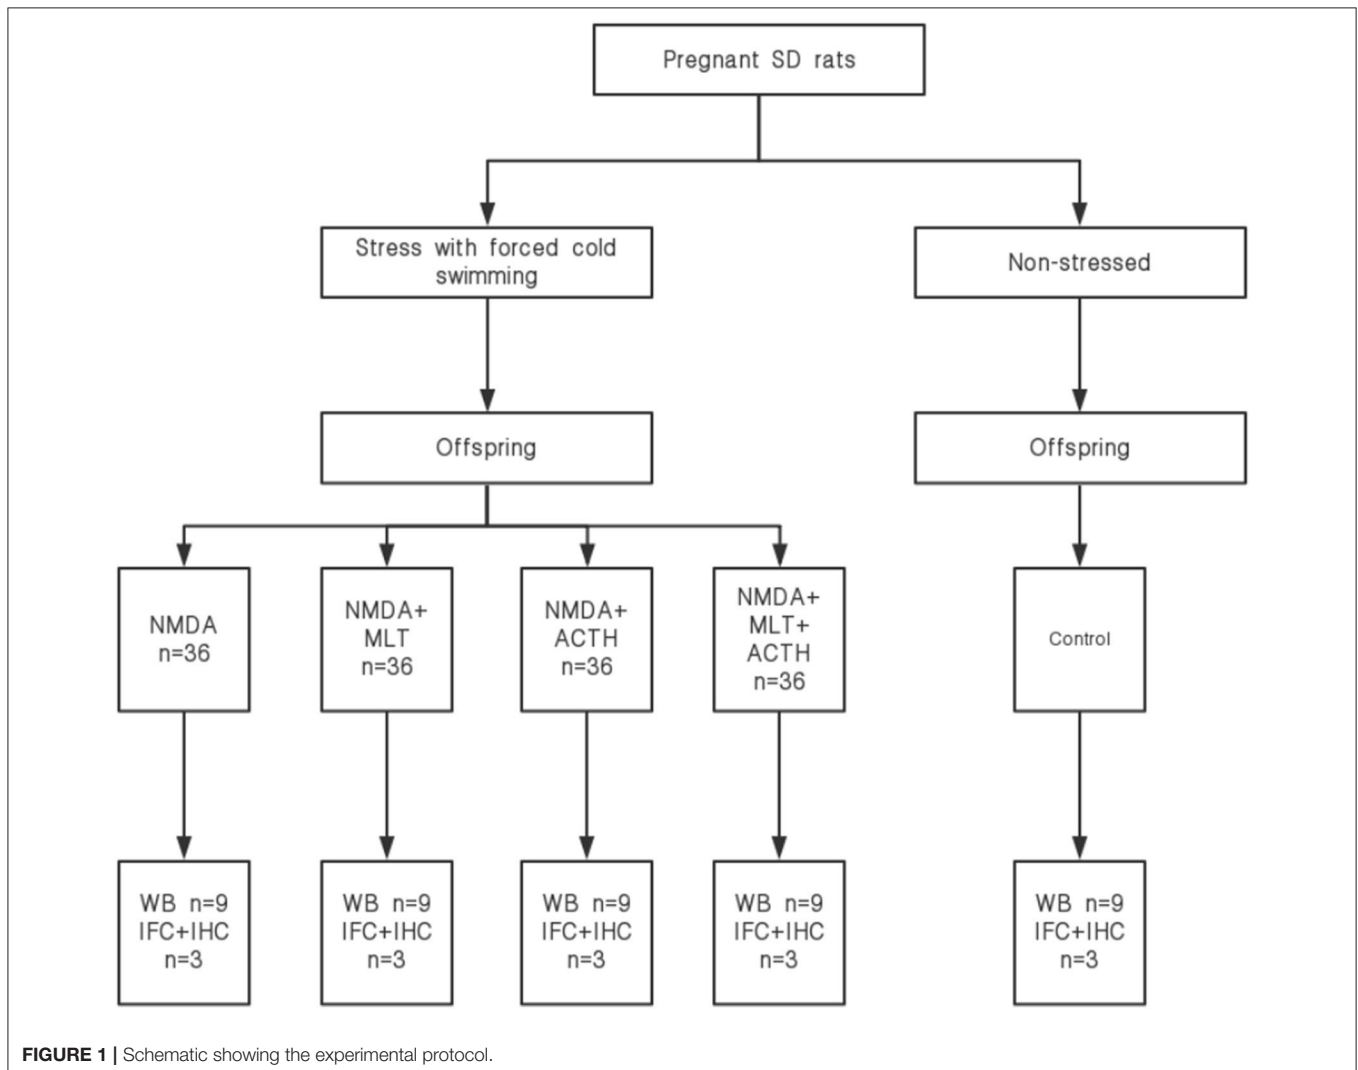 Pregnant SD rats
Stress with forced cold
swimming
Non-stressed
Offspring
Offspring
NMDA
n=36
NMDA+
MLT
n=36
NMDA+
ACTH
n=36
NMDA+
MLT+
ACTH
n=36
Control
WB n=9
IFC+IHC
n=3
WB n=9
IFC+IHC
n=3
WB n=9
IFC+IHC
n=3
WB n=9
IFC+IHC
n=3
WB n=9
IFC+IHC
n=3
FIGURE 1 | Schematic showing the experimental protocol.